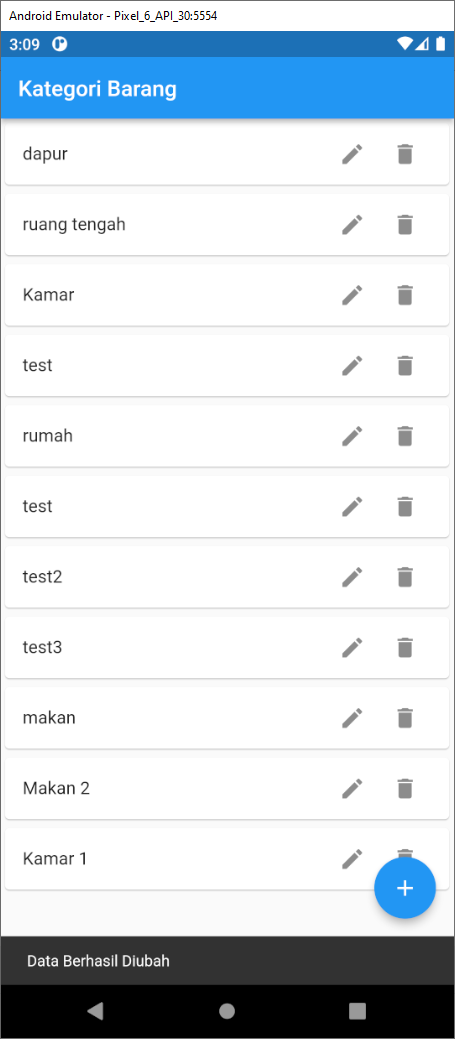 Android Emulator - Pixel_6_API_30:5554
3:09
Kategori Barang
dapur
ruang tengah
Kamar
test
rumah
test
test2
test3
makan
Makan 2
Kamar 1
Data Berhasil Diubah